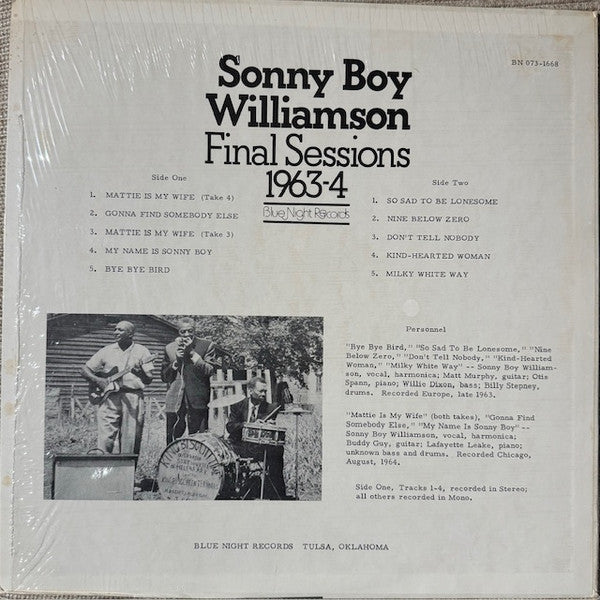 BN 073-1668
Sonny Boy
Williamson
Final Sessions
1963-4
Blue Night Records
Side One
1. MATTIE IS MY WIFE (Take 4)
2. GONNA FIND SOMEBODY ELSE
3. MATTIE IS MY WIFE (Take 3)
4. MY NAME IS SONNY BOY
5. BYE BYE BIRD
Side Two
1. SO SAD TO BE LONESOME
2. NINE BELOW ZERO
3. DON'T TELL NOBODY
4. KIND-HEARTED WOMAN
5. MILKY WHITE WAY
Personnel
"Bye Bye Bird," "So Sad To Be Lonesome," "Nine
Below Zero," "Don't Tell Nobody," "Kind-Hearted
Woman," "Milky White Way" -- Sonny Boy William-
son, vocal, harmonica; Matt Murphy, guitar; Otis
Spann, piano; Willie Dixon, bass; Billy Stepney,
drums. Recorded Europe, late 1963.
"Mattie Is My Wife" (both takes), "Gonna Find
Somebody Else," "My Name Is Sonny Boy" --
Sonny Boy Williamson, vocal, harmonica;
Buddy Guy, guitar; Lafayette Leake, piano;
unknown bass and drums. Recorded Chicago,
August, 1964.
Side One, Tracks 1-4, recorded in Stereo;
all others recorded in Mono.
KING BISCUIT
BLUE NIGHT RECORDS TULSA, OKLAHOMA